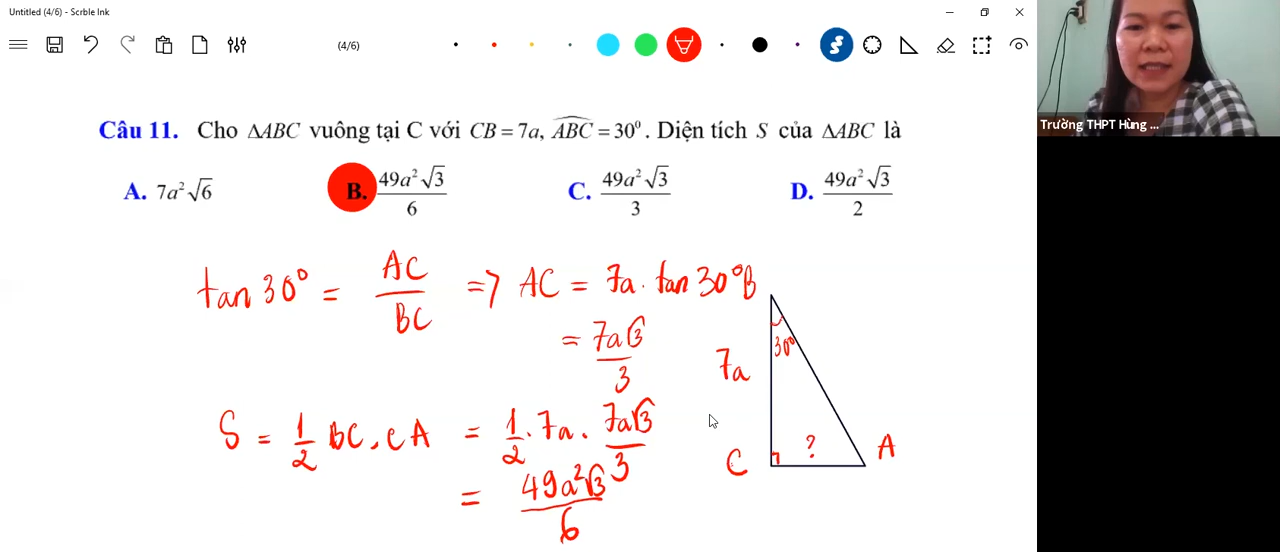 Untitled (4/6) - Scrble Ink
(4/6)
Trường THPT Hùng ...
Câu 11. Cho ΔABC vuông tại C với CB = 7a, \widehat{ABC} = 30⁰. Diện tích S của ΔABC là
A. 7a²√6 B. 49a²√3/6 C. 49a²√3/3 D. 49a²√3/2
tan 30° = AC/BC => AC = 7a . tan 30°
= 7a√3/3
S = 1/2 BC . CA = 1/2 . 7a . 7a√3/3
= 49a²√3/6
B
30°
7a
?
C
A